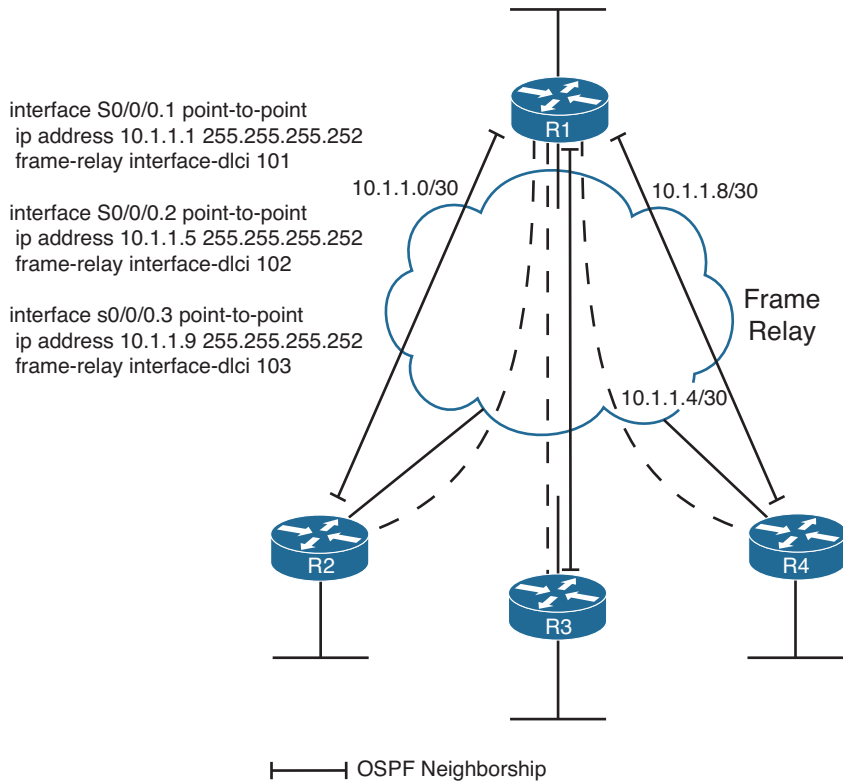 R1
interface S0/0/0.1 point-to-point
ip address 10.1.1.1 255.255.255.252
frame-relay interface-dlci 101
interface S0/0/0.2 point-to-point
ip address 10.1.1.5 255.255.255.252
frame-relay interface-dlci 102
interface s0/0/0.3 point-to-point
ip address 10.1.1.9 255.255.255.252
frame-relay interface-dlci 103
10.1.1.0/30
10.1.1.8/30
Frame
Relay
10.1.1.4/30
R2
R4
R3
OSPF Neighborship